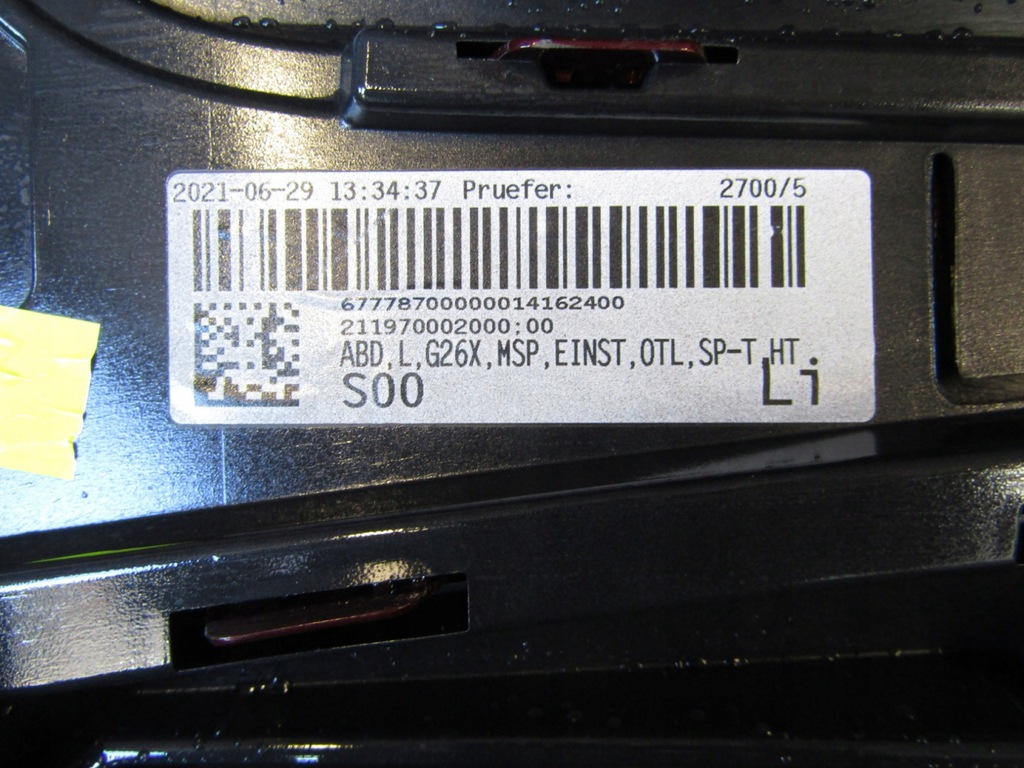 2021-06-29 13:34:37 Pruefer: 2700/5
67778700000014162400
211970002000;00
ABD,L,G26X,MSP,EINST,OTL,SP-T,HT
S00 Li